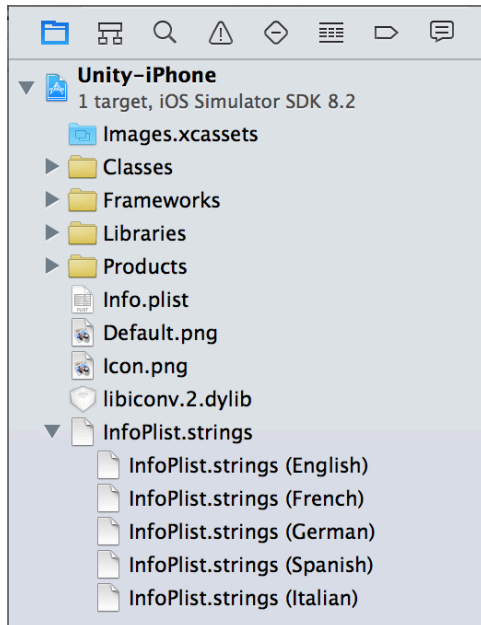 Unity-iPhone
1 target, iOS Simulator SDK 8.2
Images.xcassets
Classes
Frameworks
Libraries
Products
Info.plist
Default.png
Icon.png
libiconv.2.dylib
InfoPlist.strings
InfoPlist.strings (English)
InfoPlist.strings (French)
InfoPlist.strings (German)
InfoPlist.strings (Spanish)
InfoPlist.strings (Italian)